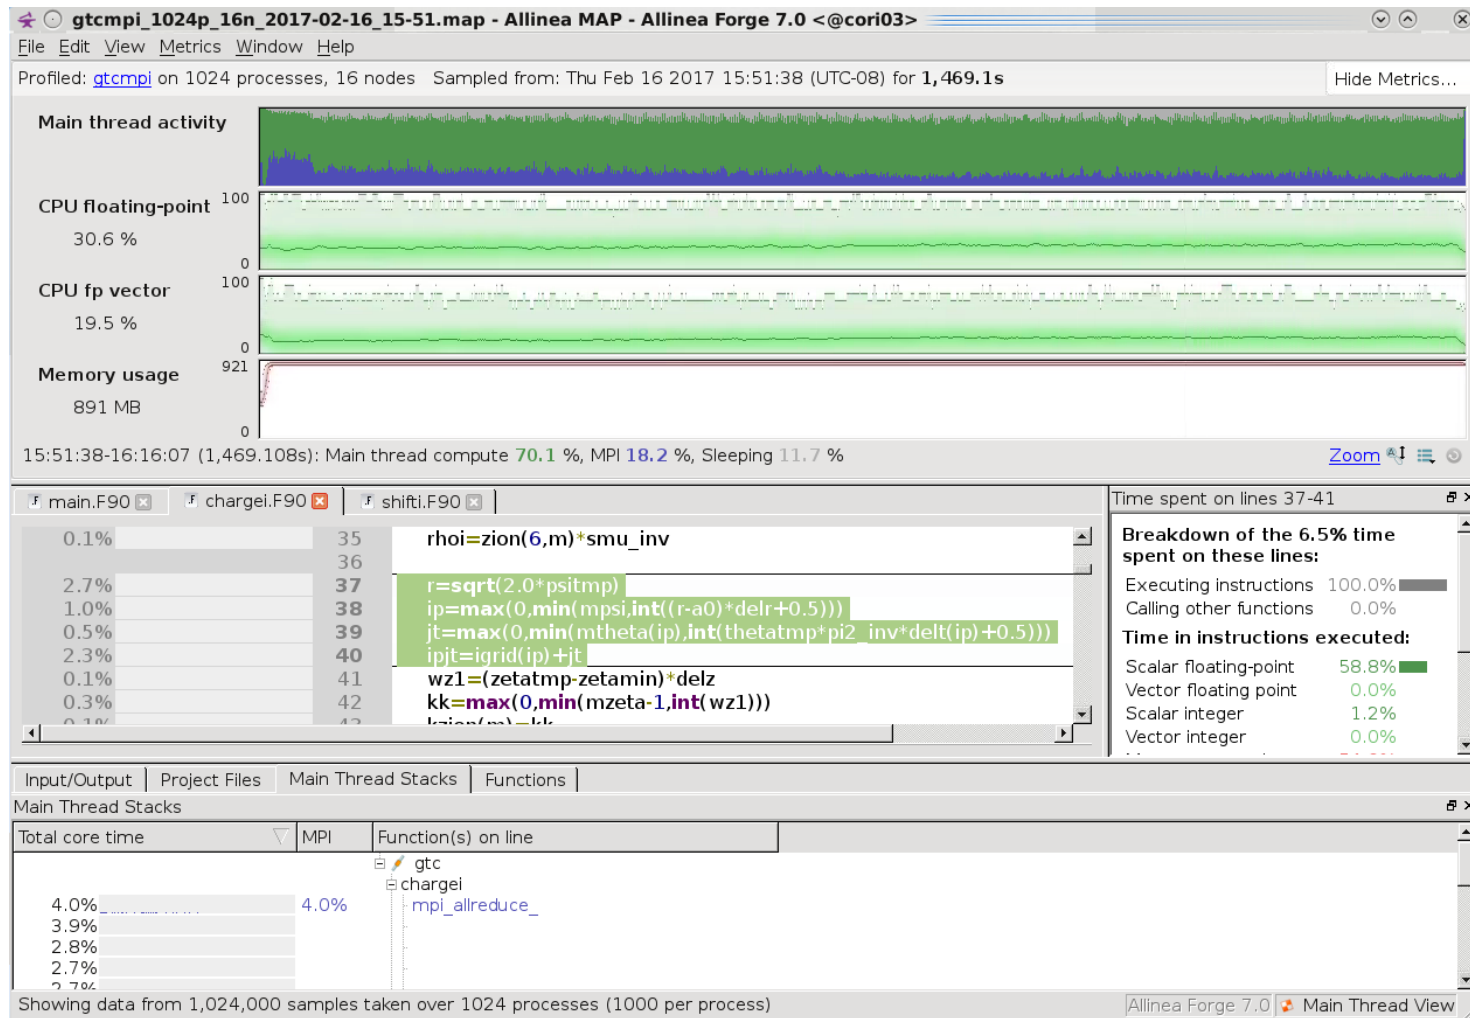 gtcmpi_1024p_16n_2017-02-16_15-51.map - Allinea MAP - Allinea Forge 7.0 <@cori03>
File Edit View Metrics Window Help
Profiled: gtcmpi on 1024 processes, 16 nodes Sampled from: Thu Feb 16 2017 15:51:38 (UTC-08) for 1,469.1s Hide Metrics...
Main thread activity
CPU floating-point 100
30.6 %
0
CPU fp vector 100
19.5 %
0
Memory usage 921
891 MB
0
15:51:38-16:16:07 (1,469.108s): Main thread compute 70.1 %, MPI 18.2 %, Sleeping 11.7 % Zoom
main.F90 chargei.F90 shifti.F90
0.1% 35 rhoi=zion(6,m)*smu_inv
36
2.7% 37 r=sqrt(2.0*psitmp)
1.0% 38 ip=max(0,min(mpsi,int((r-a0)*delr+0.5)))
0.5% 39 jt=max(0,min(mtheta(ip),int(thetatmp*pi2_inv*delt(ip)+0.5)))
2.3% 40 ipjt=igrid(ip)+jt
0.1% 41 wz1=(zetatmp-zetamin)*delz
0.3% 42 kk=max(0,min(mzeta-1,int(wz1)))
0.1% 43 kzion(m)=kk
Time spent on lines 37-41
Breakdown of the 6.5% time
spent on these lines:
Executing instructions 100.0%
Calling other functions 0.0%
Time in instructions executed:
Scalar floating-point 58.8%
Vector floating point 0.0%
Scalar integer 1.2%
Vector integer 0.0%
Input/Output Project Files Main Thread Stacks Functions
Main Thread Stacks
Total core time MPI Function(s) on line
gtc
chargei
4.0% 4.0% mpi_allreduce_
3.9%
2.8%
2.7%
2.7%
Showing data from 1,024,000 samples taken over 1024 processes (1000 per process) Allinea Forge 7.0 Main Thread View